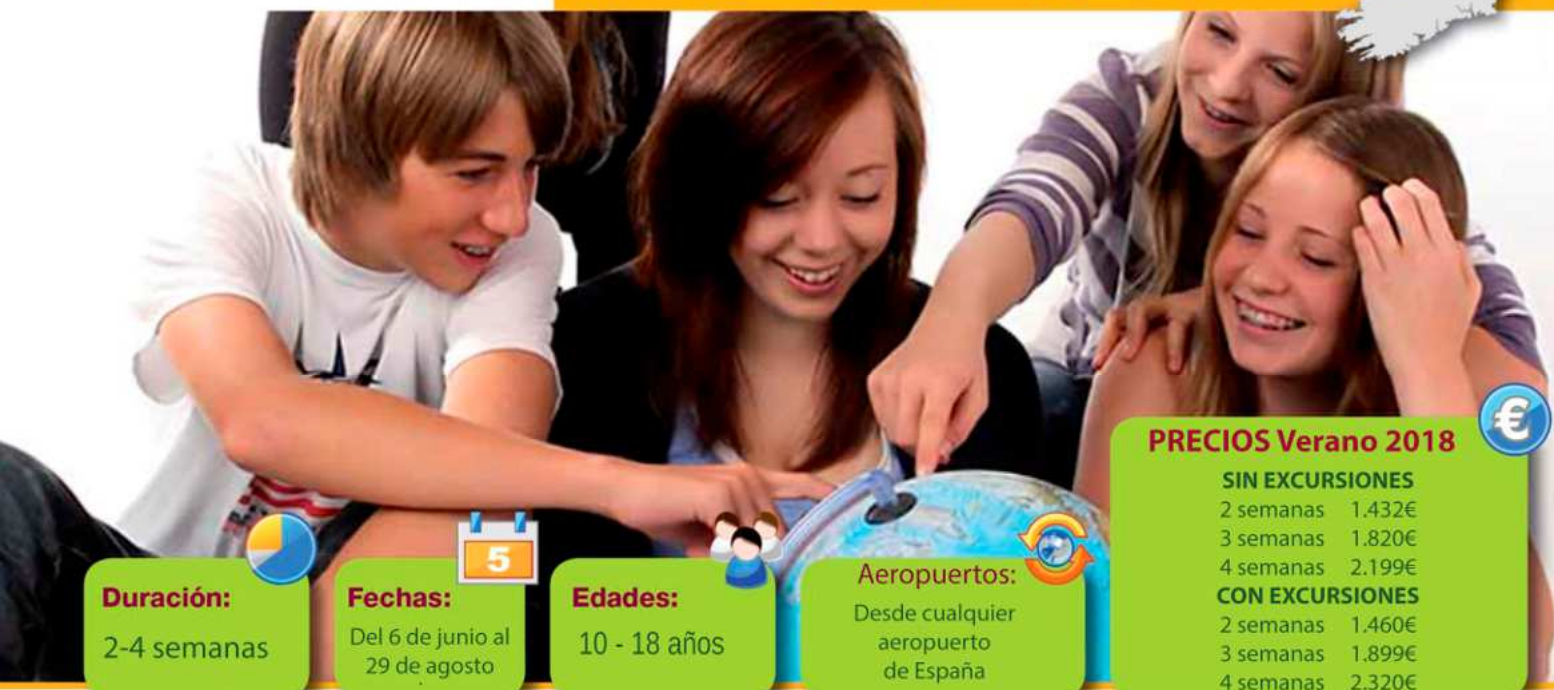 Duración:
2-4 semanas
5
Fechas:
Del 6 de junio al
29 de agosto
Edades:
10 - 18 años
Aeropuertos:
Desde cualquier
aeropuerto
de España
€
PRECIOS Verano 2018
SIN EXCURSIONES
2 semanas 1.432€
3 semanas 1.820€
4 semanas 2.199€
CON EXCURSIONES
2 semanas 1.460€
3 semanas 1.899€
4 semanas 2.320€